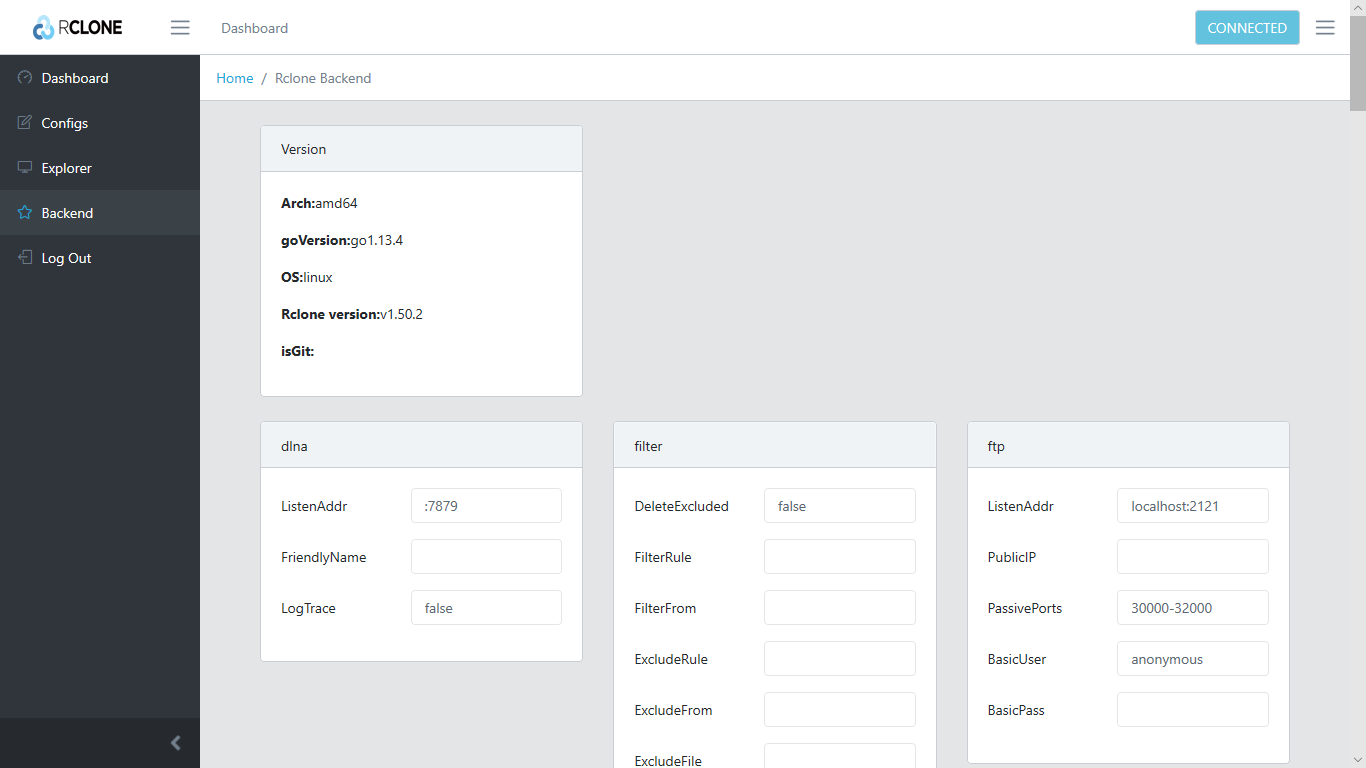 RCLONE
Dashboard
CONNECTED
Dashboard
Configs
Explorer
Backend
Log Out
Home / Rclone Backend
Version
Arch:amd64
goVersion:go1.13.4
OS:linux
Rclone version:v1.50.2
isGit:
dlna
ListenAddr :7879
FriendlyName
LogTrace false
filter
DeleteExcluded false
FilterRule
FilterFrom
ExcludeRule
ExcludeFrom
ExcludeFile
ftp
ListenAddr localhost:2121
PublicIP
PassivePorts 30000-32000
BasicUser anonymous
BasicPass